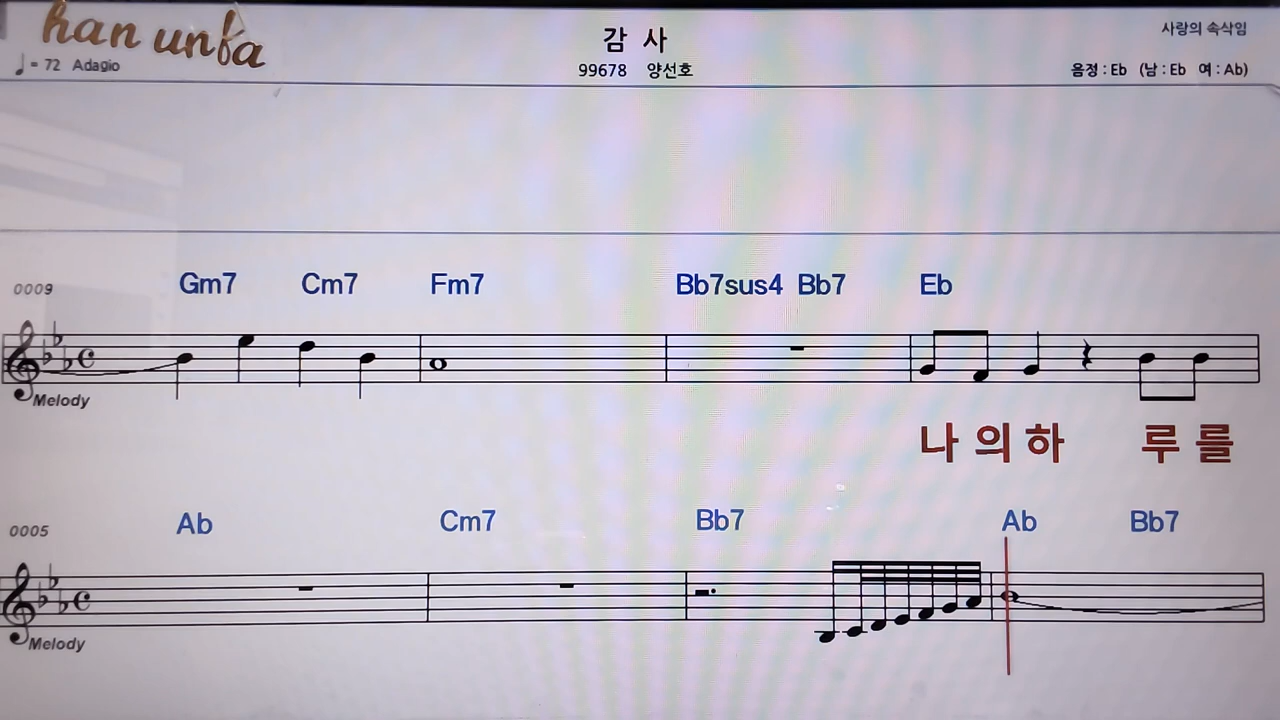 han unfa
♩= 72 Adagio
감 사
99678 양선호
사랑의 속삭임
음정 : Eb (남 : Eb 여 : Ab)
0009
Gm7 Cm7 Fm7 Bb7sus4 Bb7 Eb
Melody
나 의 하 루 를
0005
Ab Cm7 Bb7 Ab Bb7
Melody